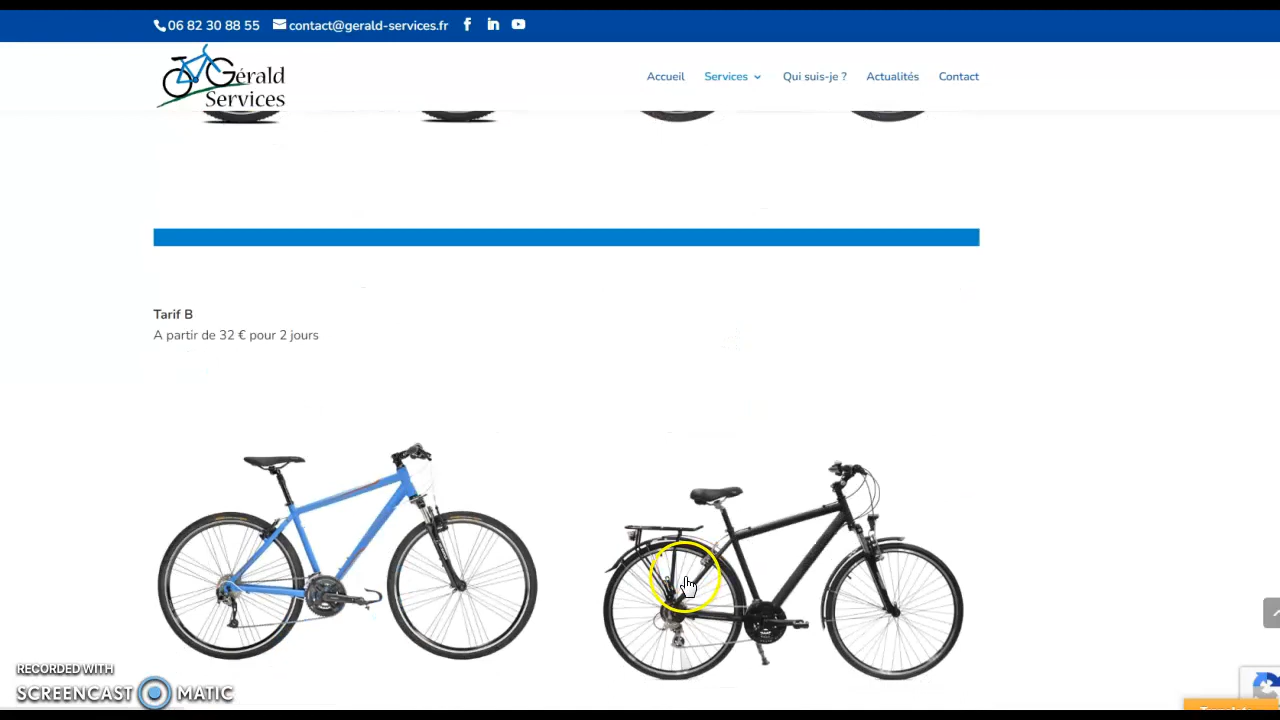 06 82 30 88 55 contact@gerald-services.fr
Gérald
Services
Accueil Services Qui suis-je ? Actualités Contact
Tarif B
A partir de 32 € pour 2 jours
RECORDED WITH
SCREENCAST MATIC